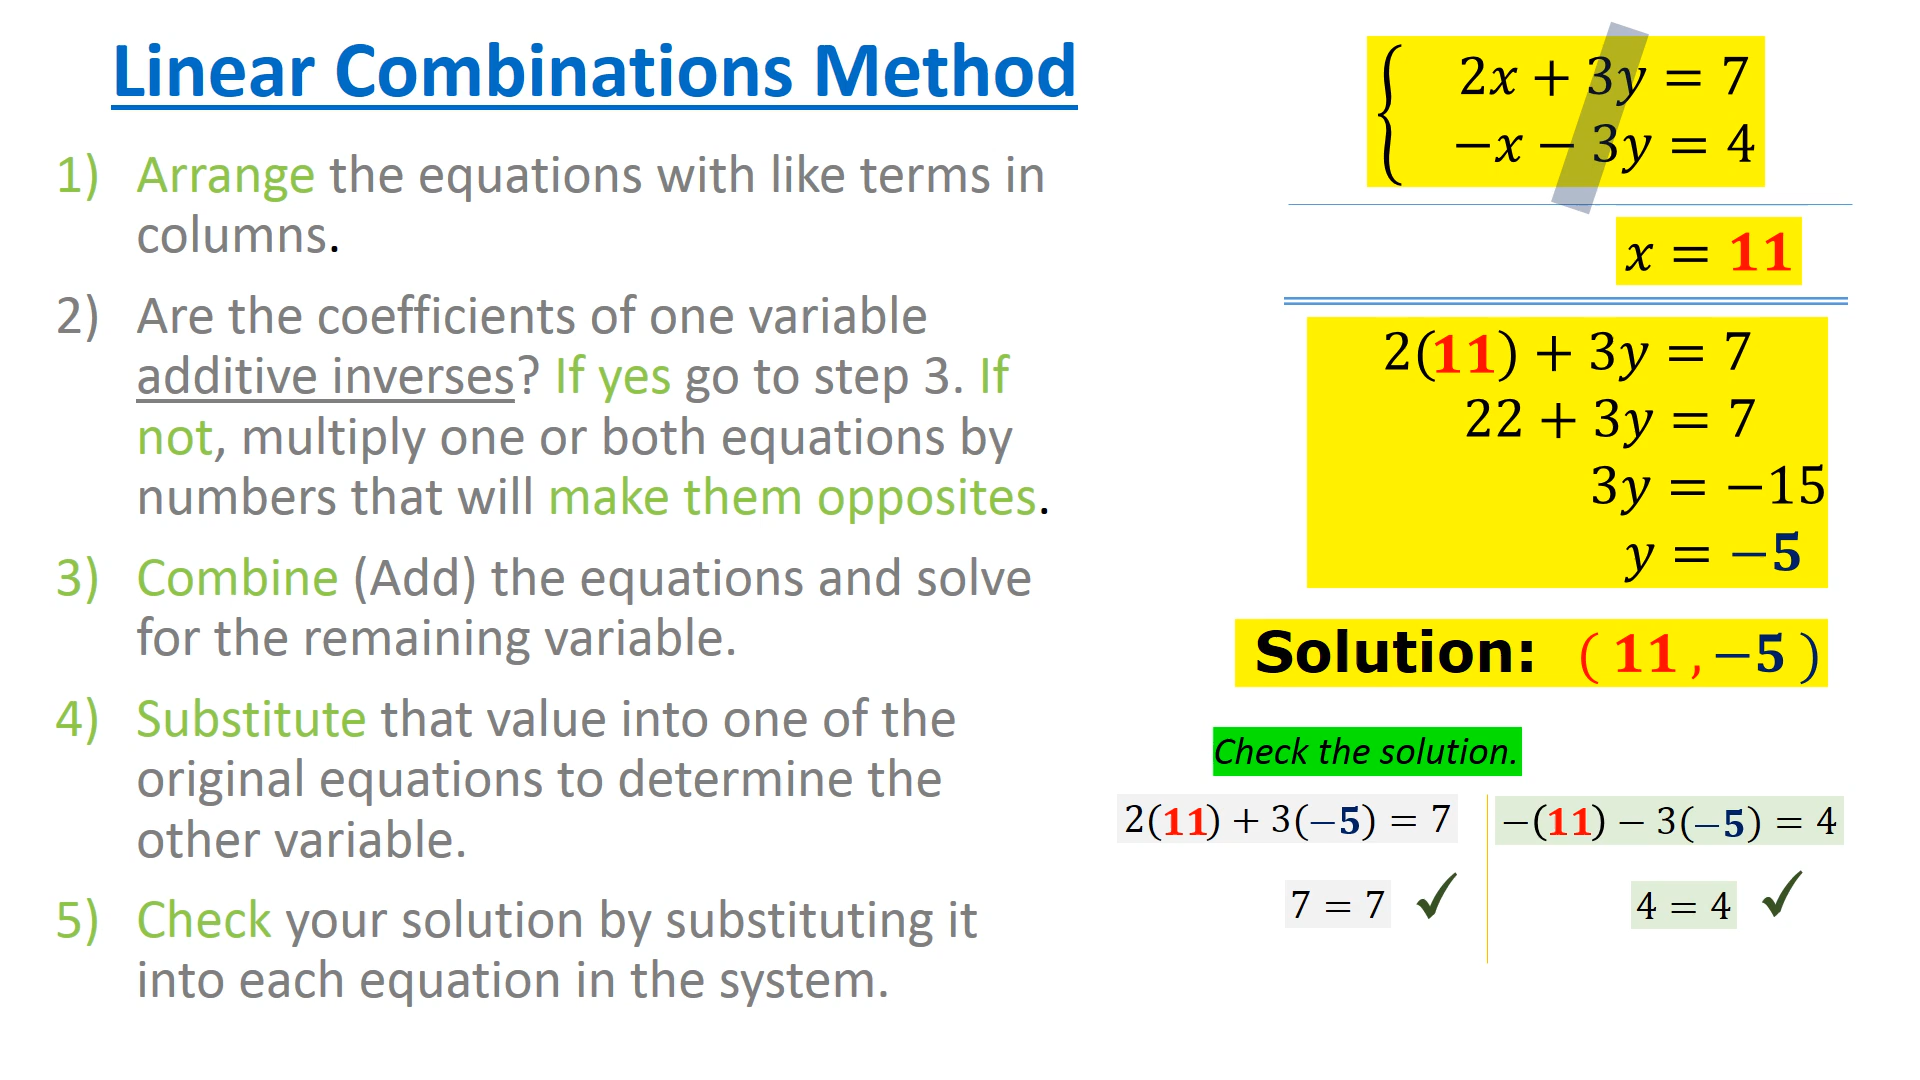 Linear Combinations Method
1) Arrange the equations with like terms in
columns.
2) Are the coefficients of one variable
additive inverses? If yes go to step 3. If
not, multiply one or both equations by
numbers that will make them opposites.
3) Combine (Add) the equations and solve
for the remaining variable.
4) Substitute that value into one of the
original equations to determine the
other variable.
5) Check your solution by substituting it
into each equation in the system.
2x + 3y = 7
−x − 3y = 4
x = 11
2(11) + 3y = 7
22 + 3y = 7
3y = −15
y = −5
Solution: ( 11 , −5 )
Check the solution.
2(11) + 3(−5) = 7
7 = 7 ✓
−(11) − 3(−5) = 4
4 = 4 ✓